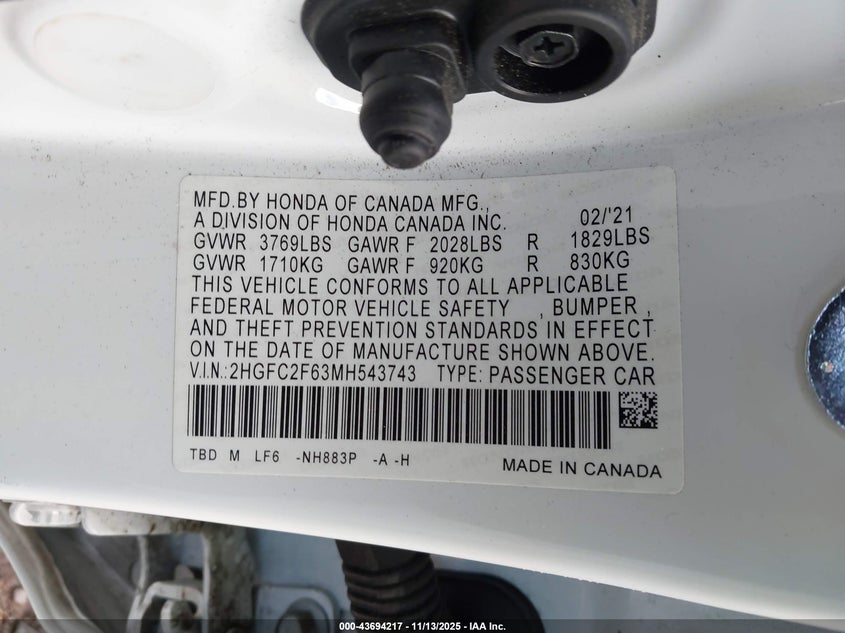 MFD.BY HONDA OF CANADA MFG.,
A DIVISION OF HONDA CANADA INC. 02/'21
GVWR 3769LBS GAWR F 2028LBS R 1829LBS
GVWR 1710KG GAWR F 920KG R 830KG
THIS VEHICLE CONFORMS TO ALL APPLICABLE
FEDERAL MOTOR VEHICLE SAFETY , BUMPER ,
AND THEFT PREVENTION STANDARDS IN EFFECT
ON THE DATE OF MANUFACTURE SHOWN ABOVE.
V.I.N.:2HGFC2F63MH543743 TYPE: PASSENGER CAR
TBD M LF6 -NH883P -A -H MADE IN CANADA
000-43694217 - 11/13/2025 - IAA Inc.